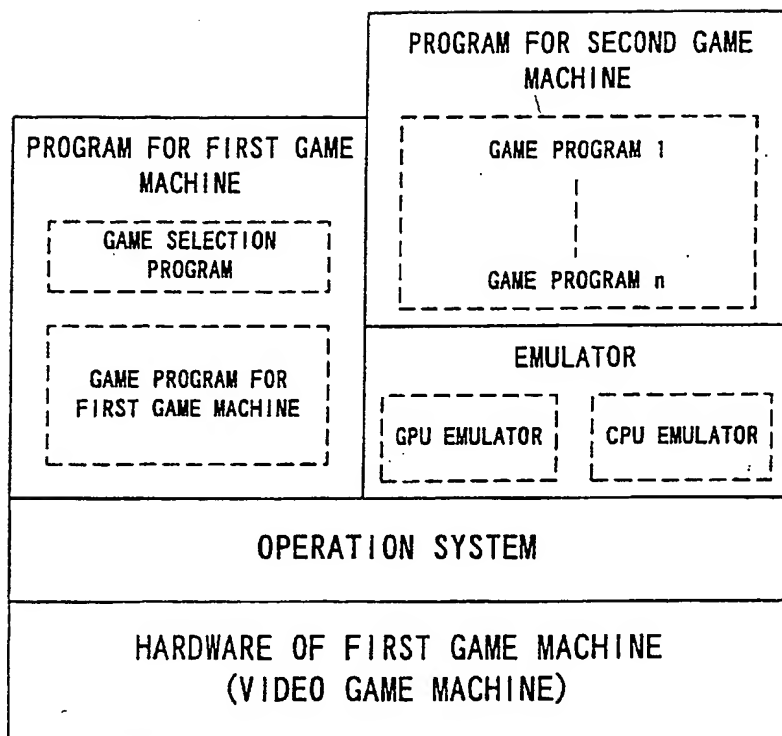 PROGRAM FOR SECOND GAME
MACHINE
GAME PROGRAM 1
GAME PROGRAM n
PROGRAM FOR FIRST GAME
MACHINE
GAME SELECTION
PROGRAM
GAME PROGRAM FOR
FIRST GAME MACHINE
EMULATOR
GPU EMULATOR
CPU EMULATOR
OPERATION SYSTEM
HARDWARE OF FIRST GAME MACHINE
(VIDEO GAME MACHINE)